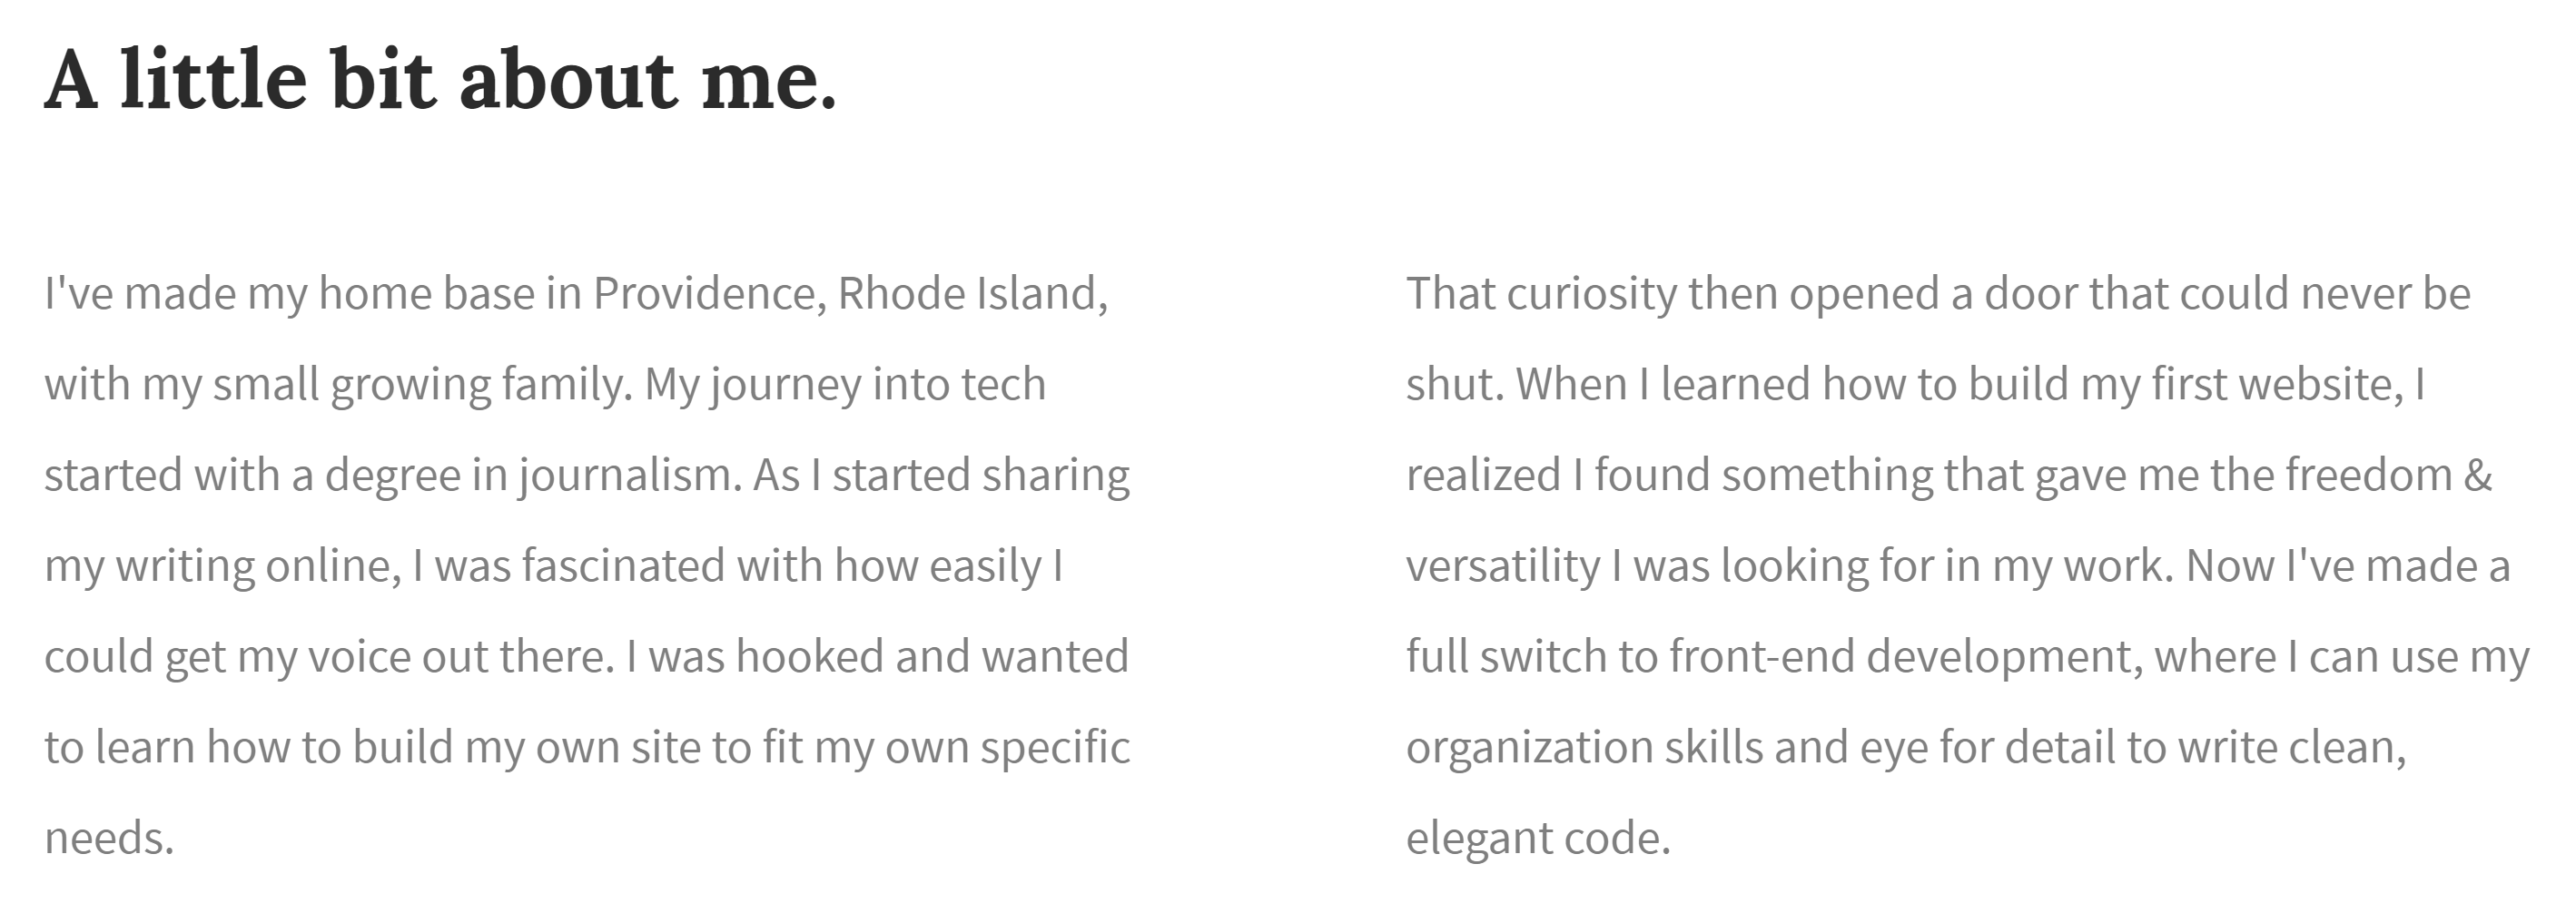 A little bit about me.
I've made my home base in Providence, Rhode Island,
with my small growing family. My journey into tech
started with a degree in journalism. As I started sharing
my writing online, I was fascinated with how easily I
could get my voice out there. I was hooked and wanted
to learn how to build my own site to fit my own specific
needs.
That curiosity then opened a door that could never be
shut. When I learned how to build my first website, I
realized I found something that gave me the freedom &
versatility I was looking for in my work. Now I've made a
full switch to front-end development, where I can use my
organization skills and eye for detail to write clean,
elegant code.